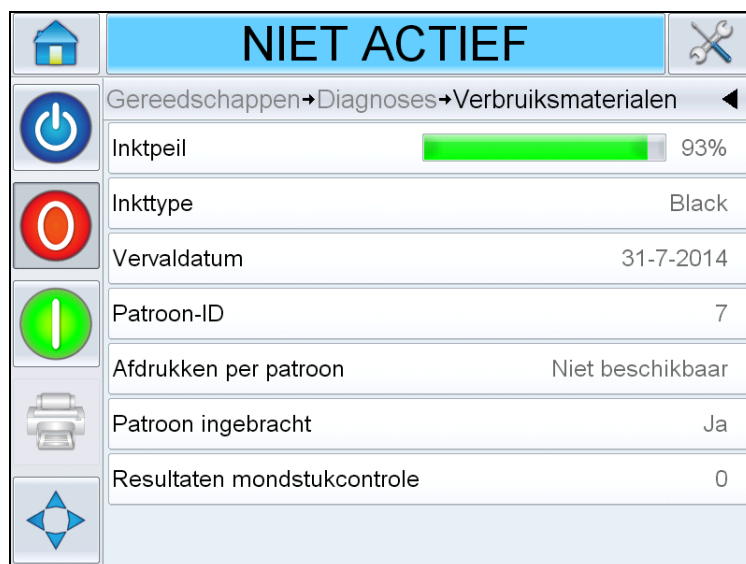 NIET ACTIEF
Gereedschappen→Diagnoses→Verbruiksmaterialen
Inktpeil 93%
Inkttype Black
Vervaldatum 31-7-2014
Patroon-ID 7
Afdrukken per patroon Niet beschikbaar
Patroon ingebracht Ja
Resultaten mondstukcontrole 0